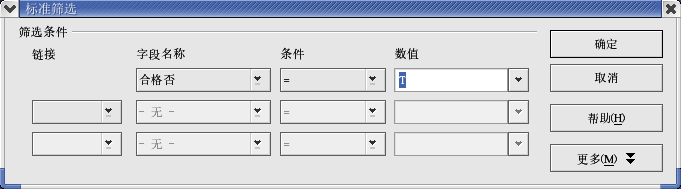 标准筛选
筛选条件
链接 字段名称 条件 数值
合格否 = T
- 无 - =
- 无 - =
确定
取消
帮助(H)
更多(M)